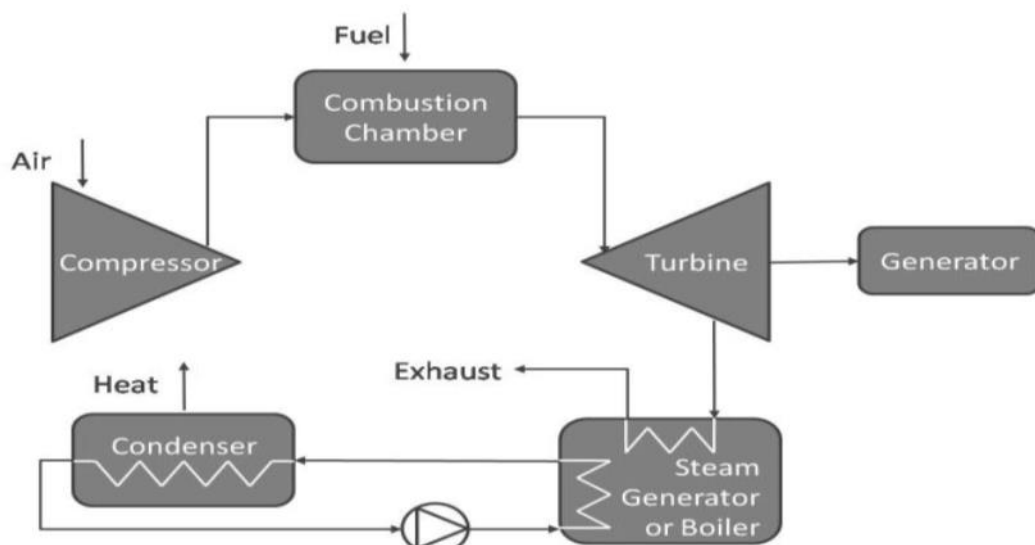 Fuel
Combustion
Chamber
Air
Compressor
Turbine
Generator
Heat
Exhaust
Condenser
Steam
Generator
or Boiler